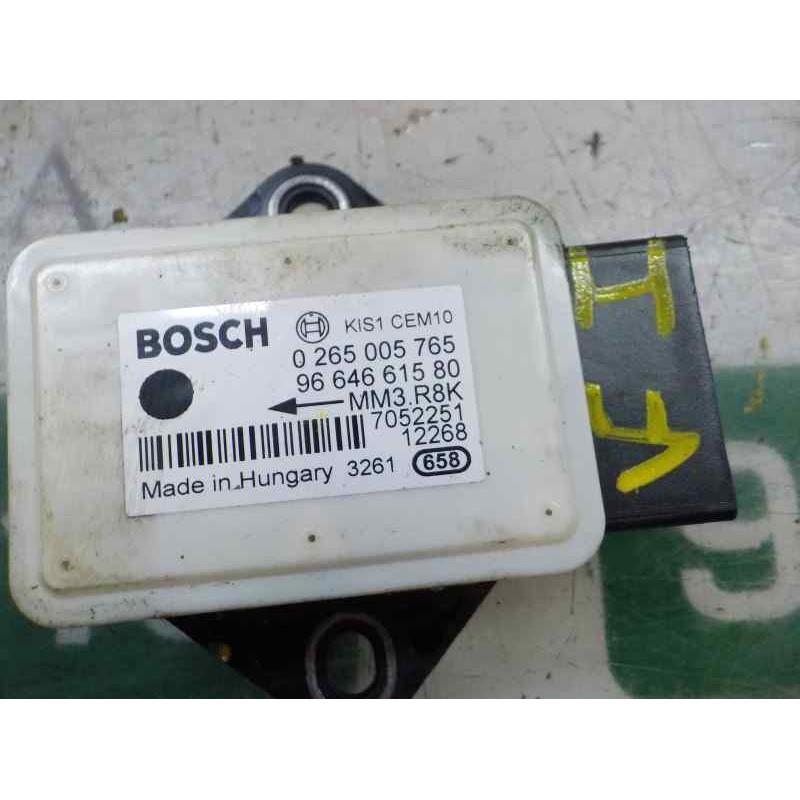 BOSCH KIS1 CEM10
0 265 005 765
96 646 615 80
MM3.R8K
7052251
12268
Made in Hungary 3261 658
9